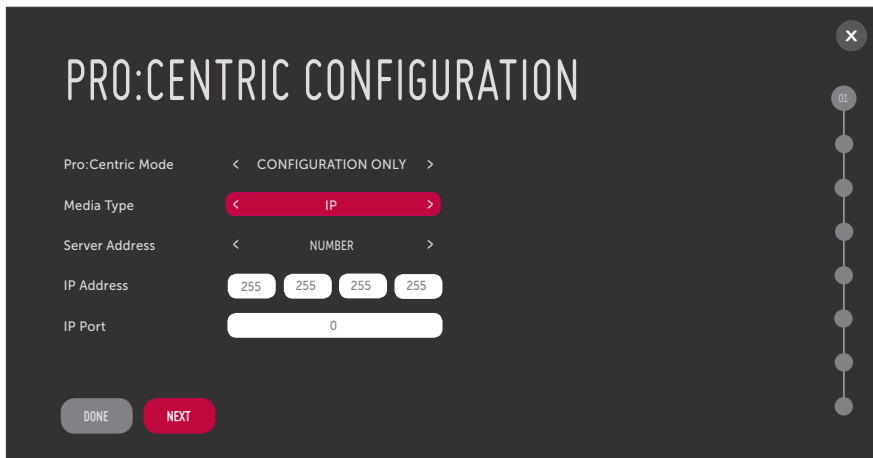 X
PRO:CENTRIC CONFIGURATION
01
Pro:Centric Mode < CONFIGURATION ONLY >
Media Type < IP >
Server Address < NUMBER >
IP Address 255 255 255 255
IP Port 0
DONE NEXT